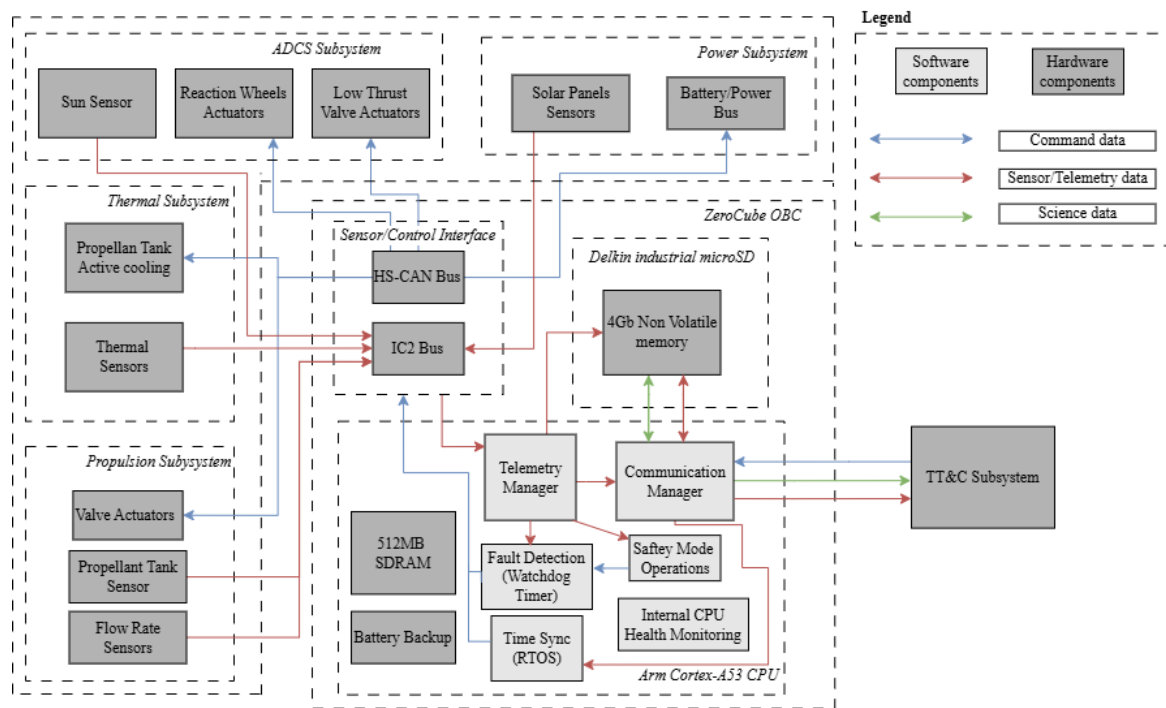 ADCS Subsystem
Sun Sensor
Reaction Wheels
Actuators
Low Thrust
Valve Actuators
Power Subsystem
Solar Panels
Sensors
Battery/Power
Bus
Legend
Software
components
Hardware
components
Command data
Sensor/Telemetry data
Science data
Thermal Subsystem
Propellan Tank
Active cooling
Thermal
Sensors
ZeroCube OBC
Sensor/Control Interface
HS-CAN Bus
IC2 Bus
Delkin industrial microSD
4Gb Non Volatile
memory
Propulsion Subysystem
Valve Actuators
Propellant Tank
Sensor
Flow Rate
Sensors
Telemetry
Manager
Communication
Manager
TT&C Subsystem
512MB
SDRAM
Fault Detection
(Watchdog
Timer)
Saftey Mode
Operations
Battery Backup
Time Sync
(RTOS)
Internal CPU
Health Monitoring
Arm Cortex-A53 CPU